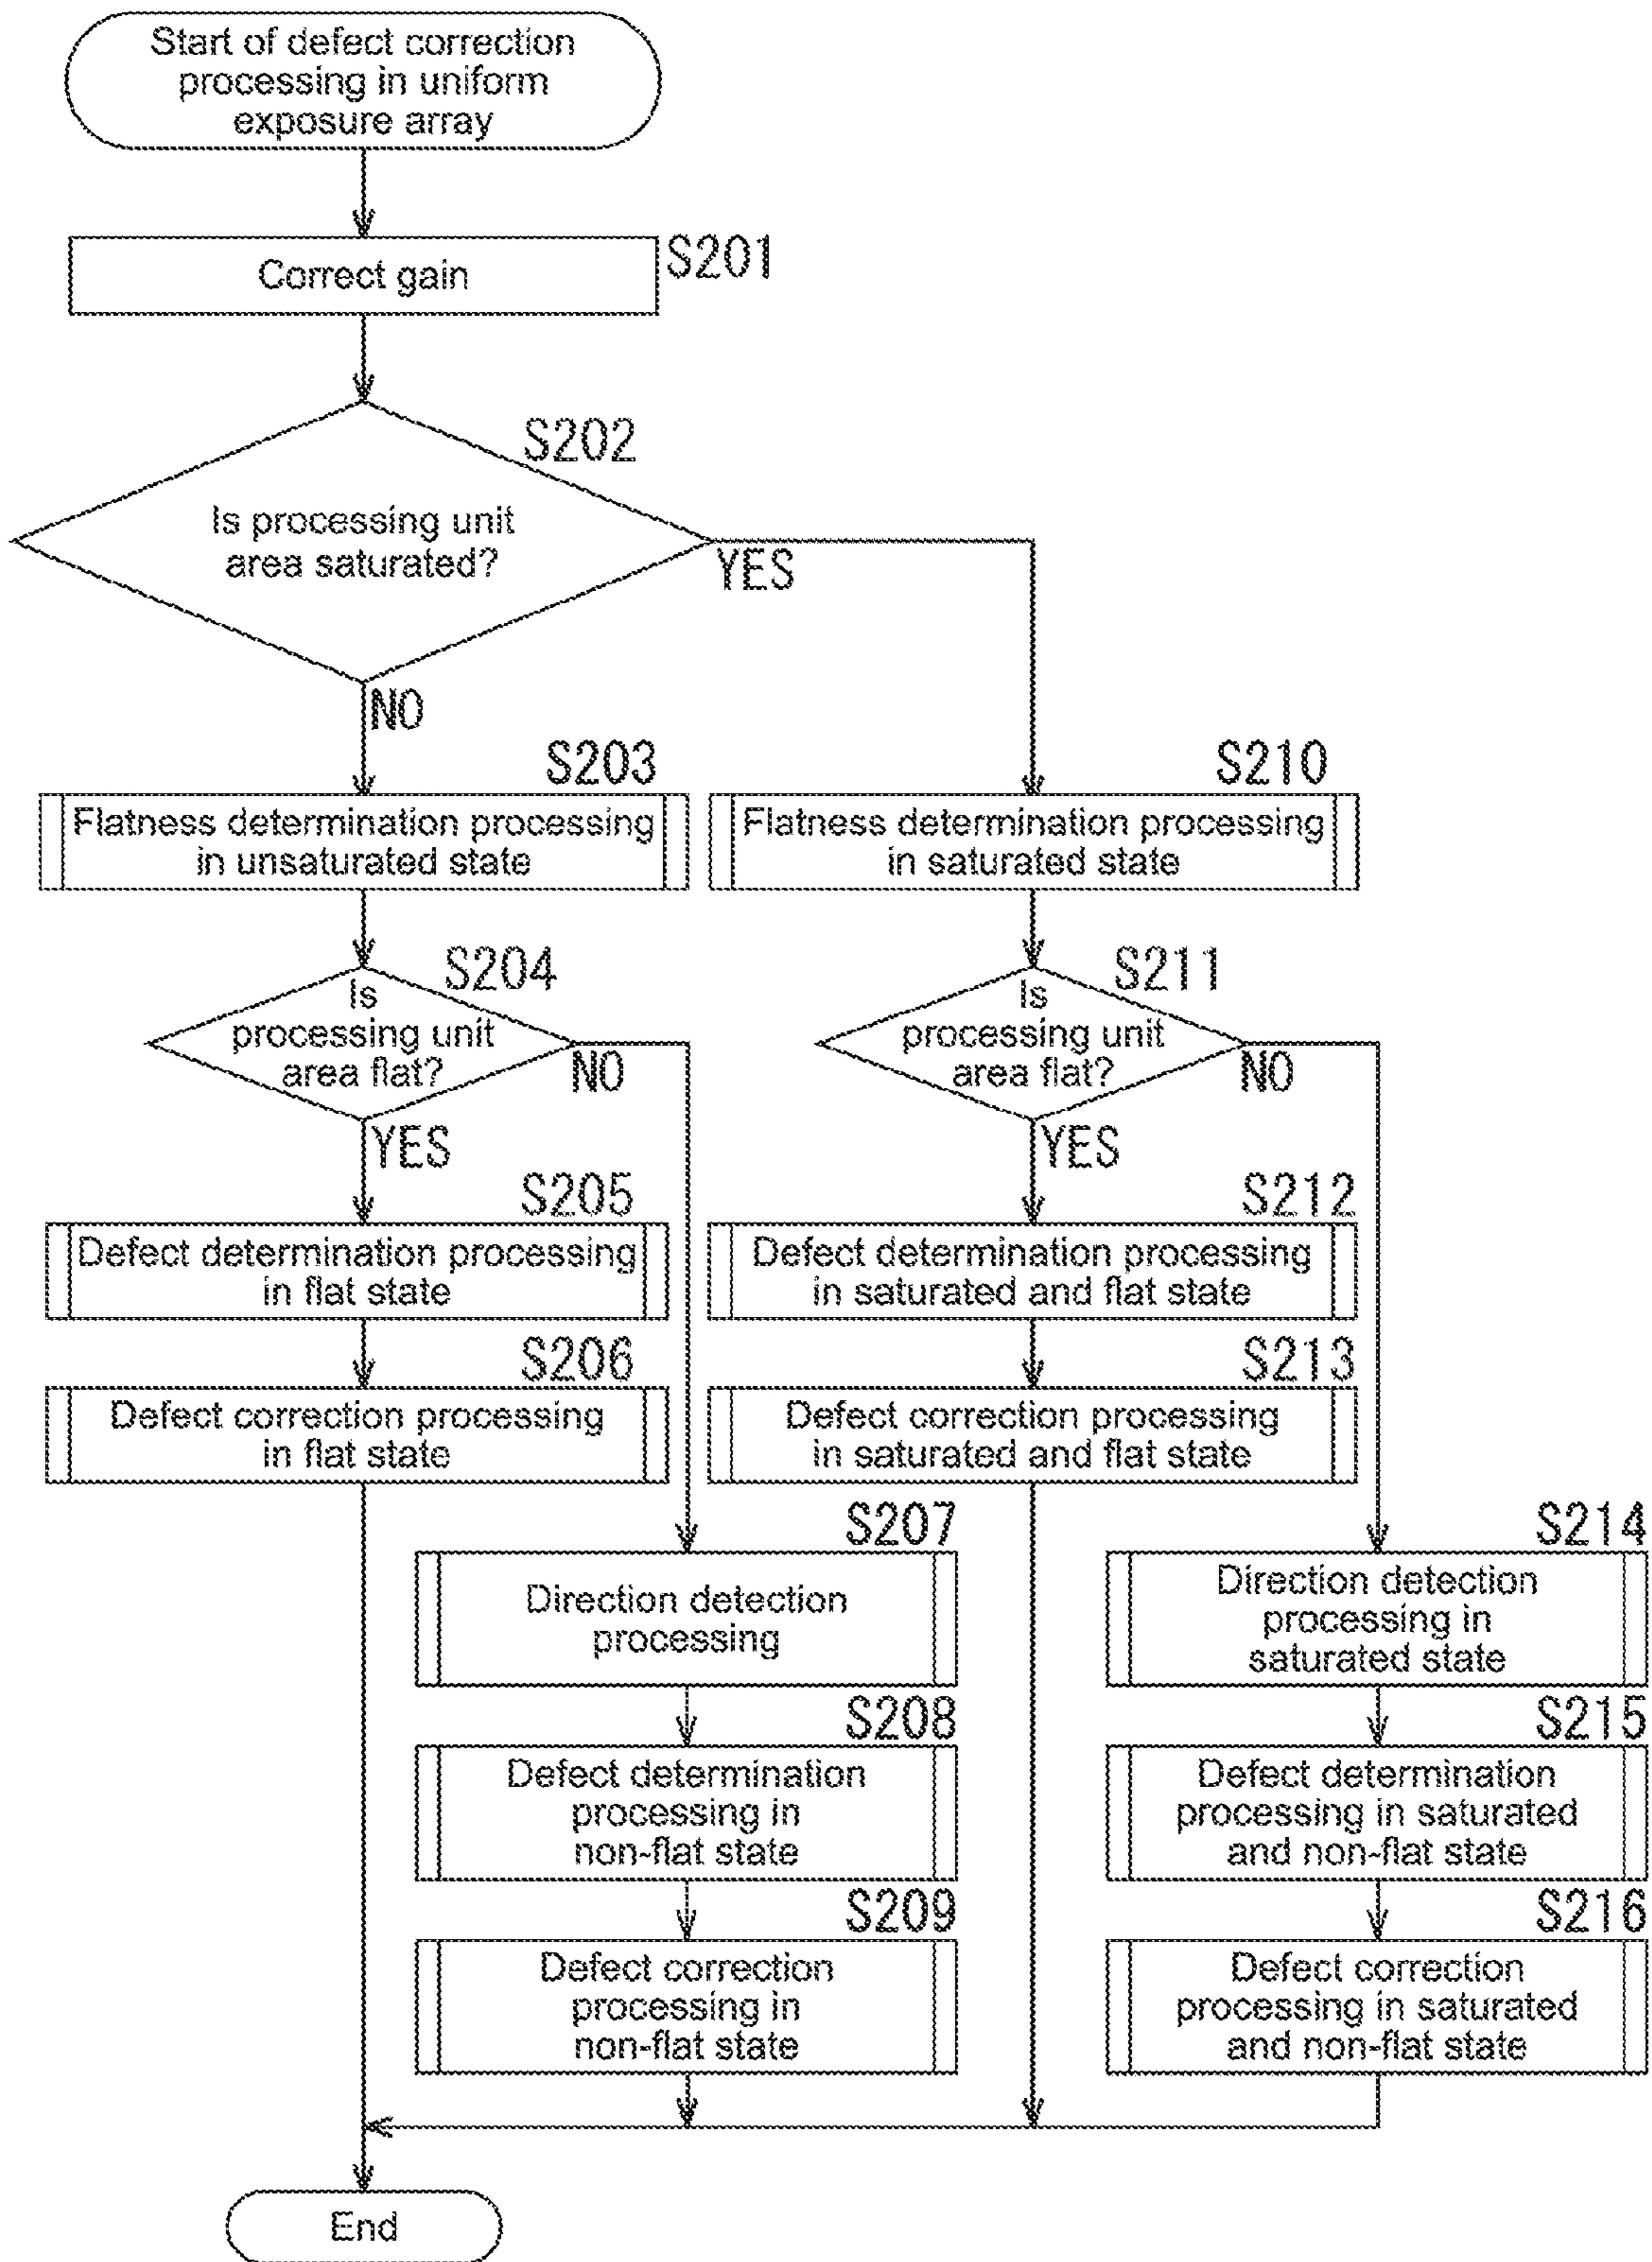 Start of defect correction
processing in uniform
exposure array
S201
Correct gain
S202
Is processing unit
area saturated?
YES
NO
S203
Flatness determination processing
in unsaturated state
S210
Flatness determination processing
in saturated state
S204
Is
processing unit
area flat?
NO
YES
S211
Is
processing unit
area flat?
NO
YES
S205
Defect determination processing
in flat state
S212
Defect determination processing
in saturated and flat state
S206
Defect correction processing
in flat state
S213
Defect correction processing
in saturated and flat state
S207
Direction detection
processing
S214
Direction detection
processing in
saturated state
S208
Defect determination
processing in
non-flat state
S215
Defect determination
processing in saturated
and non-flat state
S209
Defect correction
processing in
non-flat state
S216
Defect correction
processing in saturated
and non-flat state
End